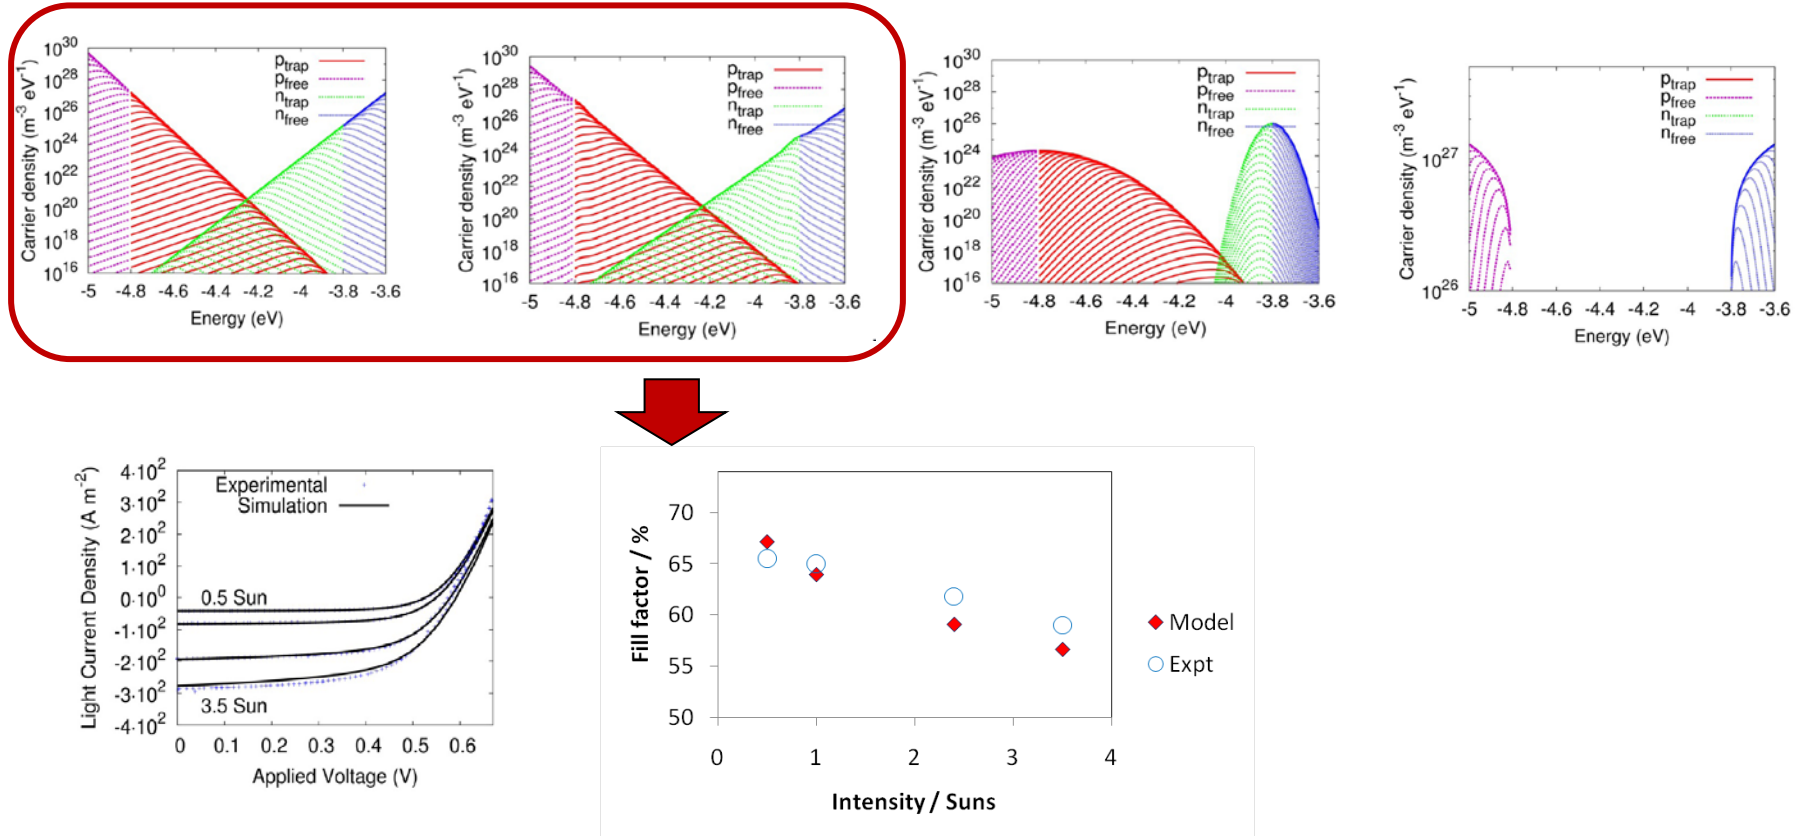 10^30
10^28
10^26
10^24
10^22
10^20
10^18
10^16
Carrier density (m^-3 eV^-1)
p_trap
p_free
n_trap
n_free
-5 -4.8 -4.6 -4.4 -4.2 -4 -3.8 -3.6
Energy (eV)
10^30
10^28
10^26
10^24
10^22
10^20
10^18
10^16
Carrier density (m^-3 eV^-1)
p_trap
p_free
n_trap
n_free
-5 -4.8 -4.6 -4.4 -4.2 -4 -3.8 -3.6
Energy (eV)
10^30
10^28
10^26
10^24
10^22
10^20
10^18
10^16
Carrier density (m^-3 eV^-1)
p_trap
p_free
n_trap
n_free
-5 -4.8 -4.6 -4.4 -4.2 -4 -3.8 -3.6
Energy (eV)
10^27
10^26
Carrier density (m^-3 eV^-1)
p_trap
p_free
n_trap
n_free
-5 -4.8 -4.6 -4.4 -4.2 -4 -3.8 -3.6
Energy (eV)
4·10^2
3·10^2
2·10^2
1·10^2
0·10^0
-1·10^2
-2·10^2
-3·10^2
-4·10^2
Light Current Density (A m^-2)
Experimental
Simulation
0.5 Sun
3.5 Sun
0 0.1 0.2 0.3 0.4 0.5 0.6
Applied Voltage (V)
70
65
60
55
50
Fill factor / %
0 1 2 3 4
Intensity / Suns
Model
Expt